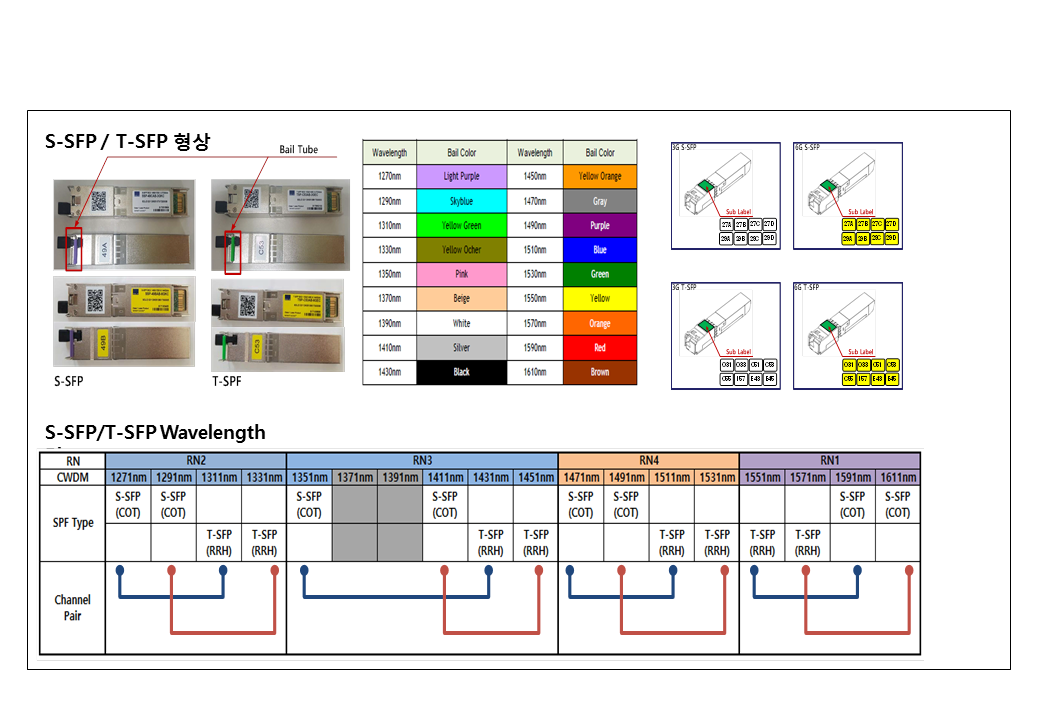 S-SFP / T-SFP 형상
Bail Tube
49A
C53
49B
C53
S-SFP
T-SPF
Wavelength Bail Color Wavelength Bail Color
1270nm Light Purple 1450nm Yellow Orange
1290nm Skyblue 1470nm Gray
1310nm Yellow Green 1490nm Purple
1330nm Yellow Ocher 1510nm Blue
1350nm Pink 1530nm Green
1370nm Beige 1550nm Yellow
1390nm White 1570nm Orange
1410nm Silver 1590nm Red
1430nm Black 1610nm Brown
3G S-SFP
Sub Label
27A 27B 27C 27D
29A 29B 29C 29D
6G S-SFP
Sub Label
27A 27B 27C 27D
29A 29B 29C 29D
3G T-SFP
Sub Label
C31 C33 C51 C53
C55 157 E43 E45
6G T-SFP
Sub Label
C31 C33 C51 C53
C55 157 E43 E45
S-SFP/T-SFP Wavelength
RN RN2 RN3 RN4 RN1
CWDM 1271nm 1291nm 1311nm 1331nm 1351nm 1371nm 1391nm 1411nm 1431nm 1451nm 1471nm 1491nm 1511nm 1531nm 1551nm 1571nm 1591nm 1611nm
SPF Type
S-SFP S-SFP S-SFP S-SFP S-SFP S-SFP S-SFP S-SFP
(COT) (COT) (COT) (COT) (COT) (COT) (COT) (COT)
T-SFP T-SFP T-SFP T-SFP T-SFP T-SFP T-SFP T-SFP
(RRH) (RRH) (RRH) (RRH) (RRH) (RRH) (RRH) (RRH)
Channel
Pair